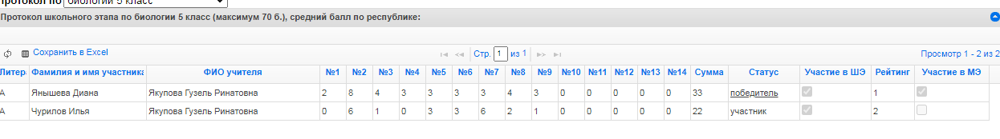 протокол по биологии 5 класс
Протокол школьного этапа по биологии 5 класс (максимум 70 б.), средний балл по республике:
Сохранить в Excel Стр. 1 из 1 Просмотр 1 - 2 из 2
Литера Фамилия и имя участника ФИО учителя №1 №2 №3 №4 №5 №6 №7 №8 №9 №10 №11 №12 №13 №14 Сумма Статус Участие в ШЭ Рейтинг Участие в МЭ
А Янышева Диана Якупова Гузель Ринатовна 2 8 4 3 3 3 3 4 3 0 0 0 0 0 33 победитель 1
А Чурилов Илья Якупова Гузель Ринатовна 0 6 1 0 3 3 6 2 1 0 0 0 0 0 22 участник 2